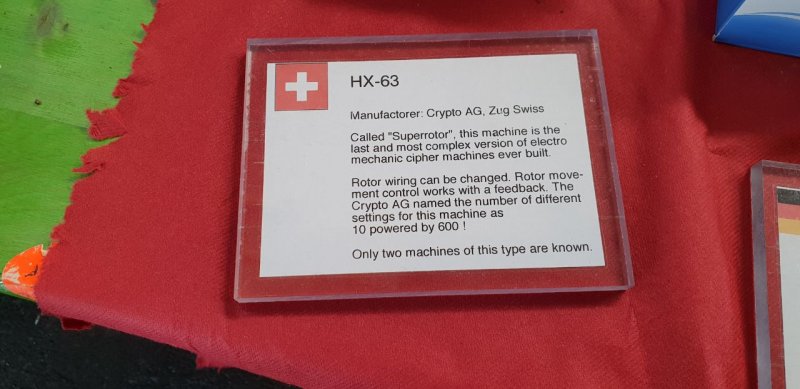 HX-63
Manufactorer: Crypto AG, Zug Swiss
Called "Superrotor", this machine is the
last and most complex version of electro
mechanic cipher machines ever built.
Rotor wiring can be changed. Rotor move-
ment control works with a feedback. The
Crypto AG named the number of different
settings for this machine as
10 powered by 600 !
Only two machines of this type are known.